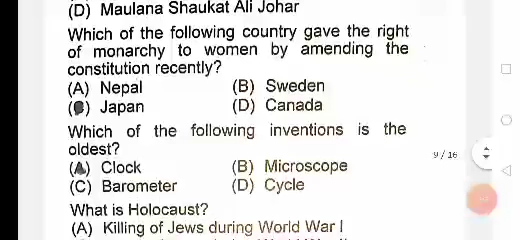 (D) Maulana Shaukat Ali Johar
Which of the following country gave the right
of monarchy to women by amending the
constitution recently?
(A) Nepal (B) Sweden
(C) Japan (D) Canada
Which of the following inventions is the
oldest?
9 / 16
(A) Clock (B) Microscope
(C) Barometer (D) Cycle
What is Holocaust?
(A) Killing of Jews during World War I